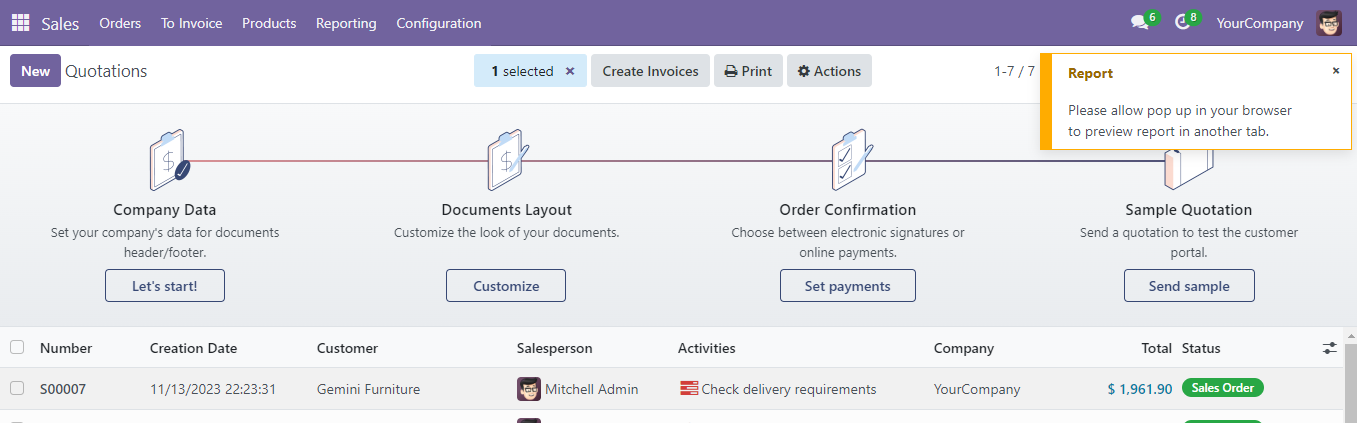 Sales Orders To Invoice Products Reporting Configuration 6 8 YourCompany
New Quotations 1 selected × Create Invoices Print Actions 1-7 / 7
Report ×
Please allow pop up in your browser
to preview report in another tab.
Company Data
Set your company's data for documents
header/footer.
Let's start!
Documents Layout
Customize the look of your documents.
Customize
Order Confirmation
Choose between electronic signatures or
online payments.
Set payments
Sample Quotation
Send a quotation to test the customer
portal.
Send sample
Number Creation Date Customer Salesperson Activities Company Total Status
S00007 11/13/2023 22:23:31 Gemini Furniture Mitchell Admin Check delivery requirements YourCompany $ 1,961.90 Sales Order